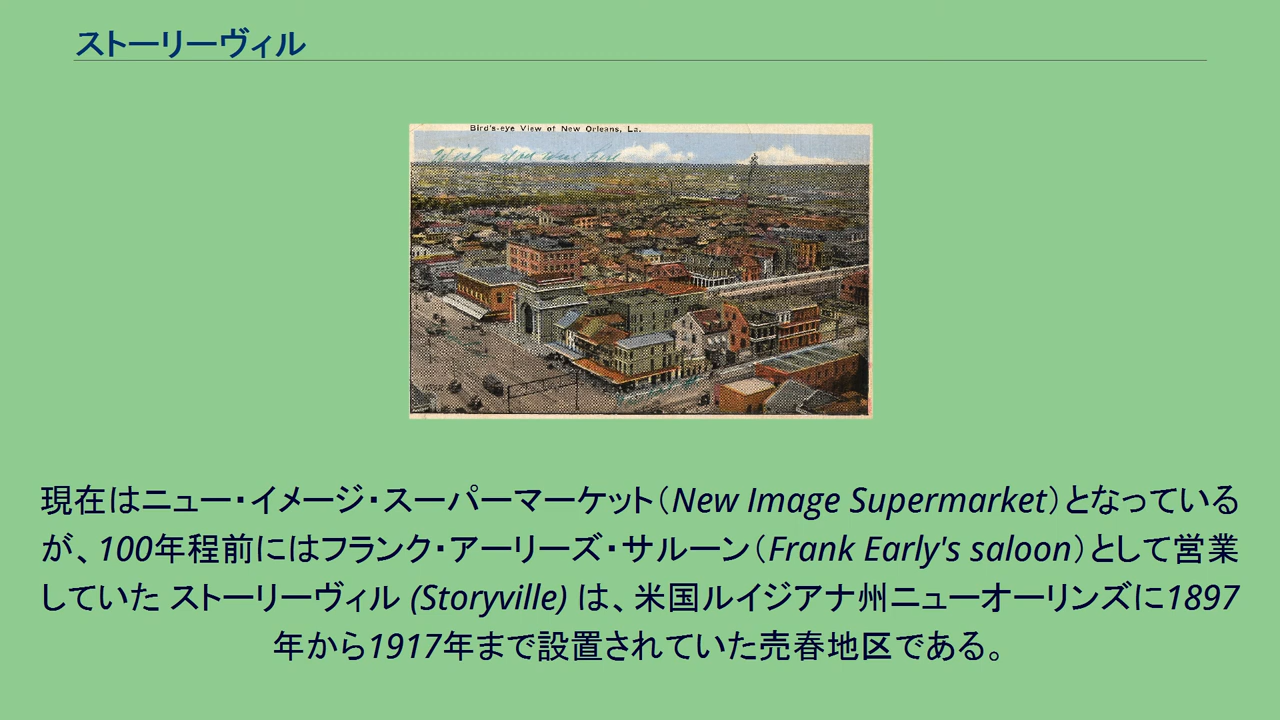 ストーリーヴィル
Bird's-eye View of New Orleans, La.
Wish you were here
現在はニュー・イメージ・スーパーマーケット（New Image Supermarket）となっている
が、100年程前にはフランク・アーリーズ・サルーン（Frank Early's saloon）として営業
していた ストーリーヴィル (Storyville) は、米国ルイジアナ州ニューオーリンズに1897
年から1917年まで設置されていた売春地区である。